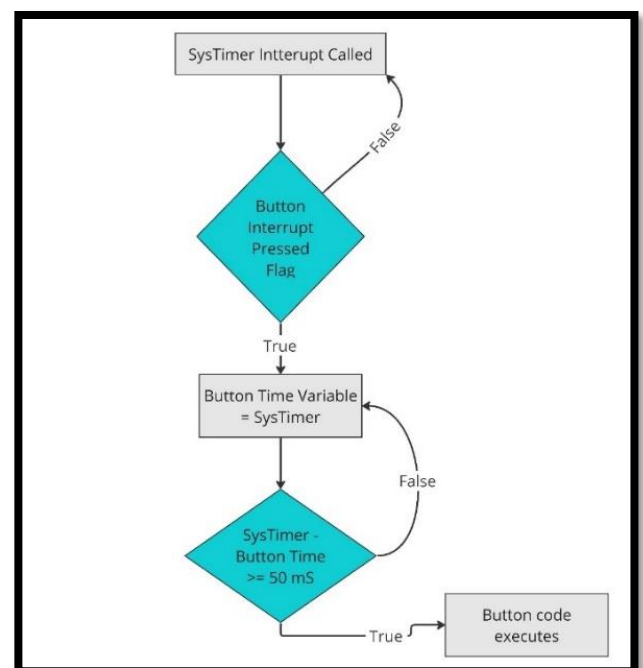 SysTimer Intterupt Called
False
Button
Interrupt
Pressed
Flag
True
Button Time Variable
= SysTimer
False
SysTimer -
Button Time
>= 50 mS
True
Button code
executes